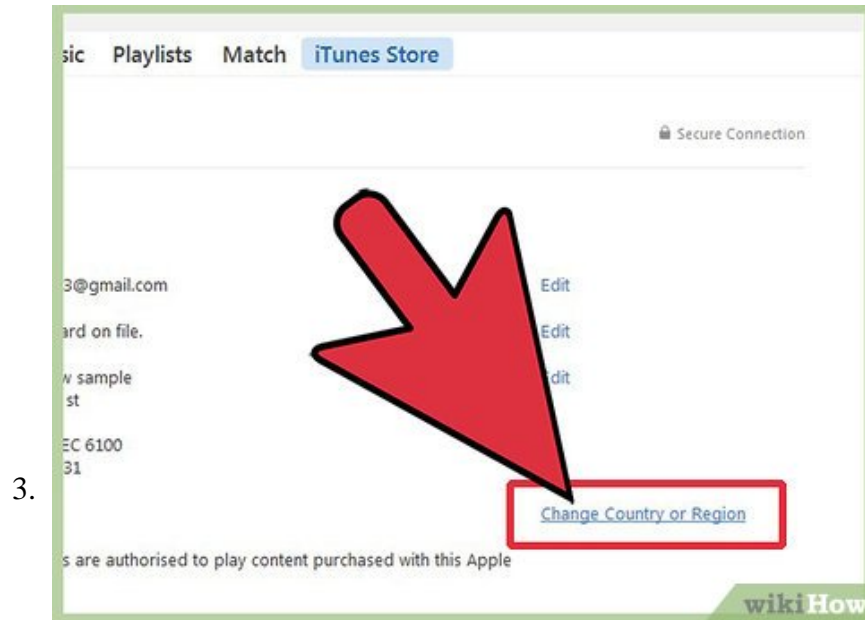 sic Playlists Match iTunes Store
Secure Connection
3@gmail.com Edit
ard on file. Edit
w sample dit
st
EC 6100
31
3.
Change Country or Region
s are authorised to play content purchased with this Apple
wikiHow